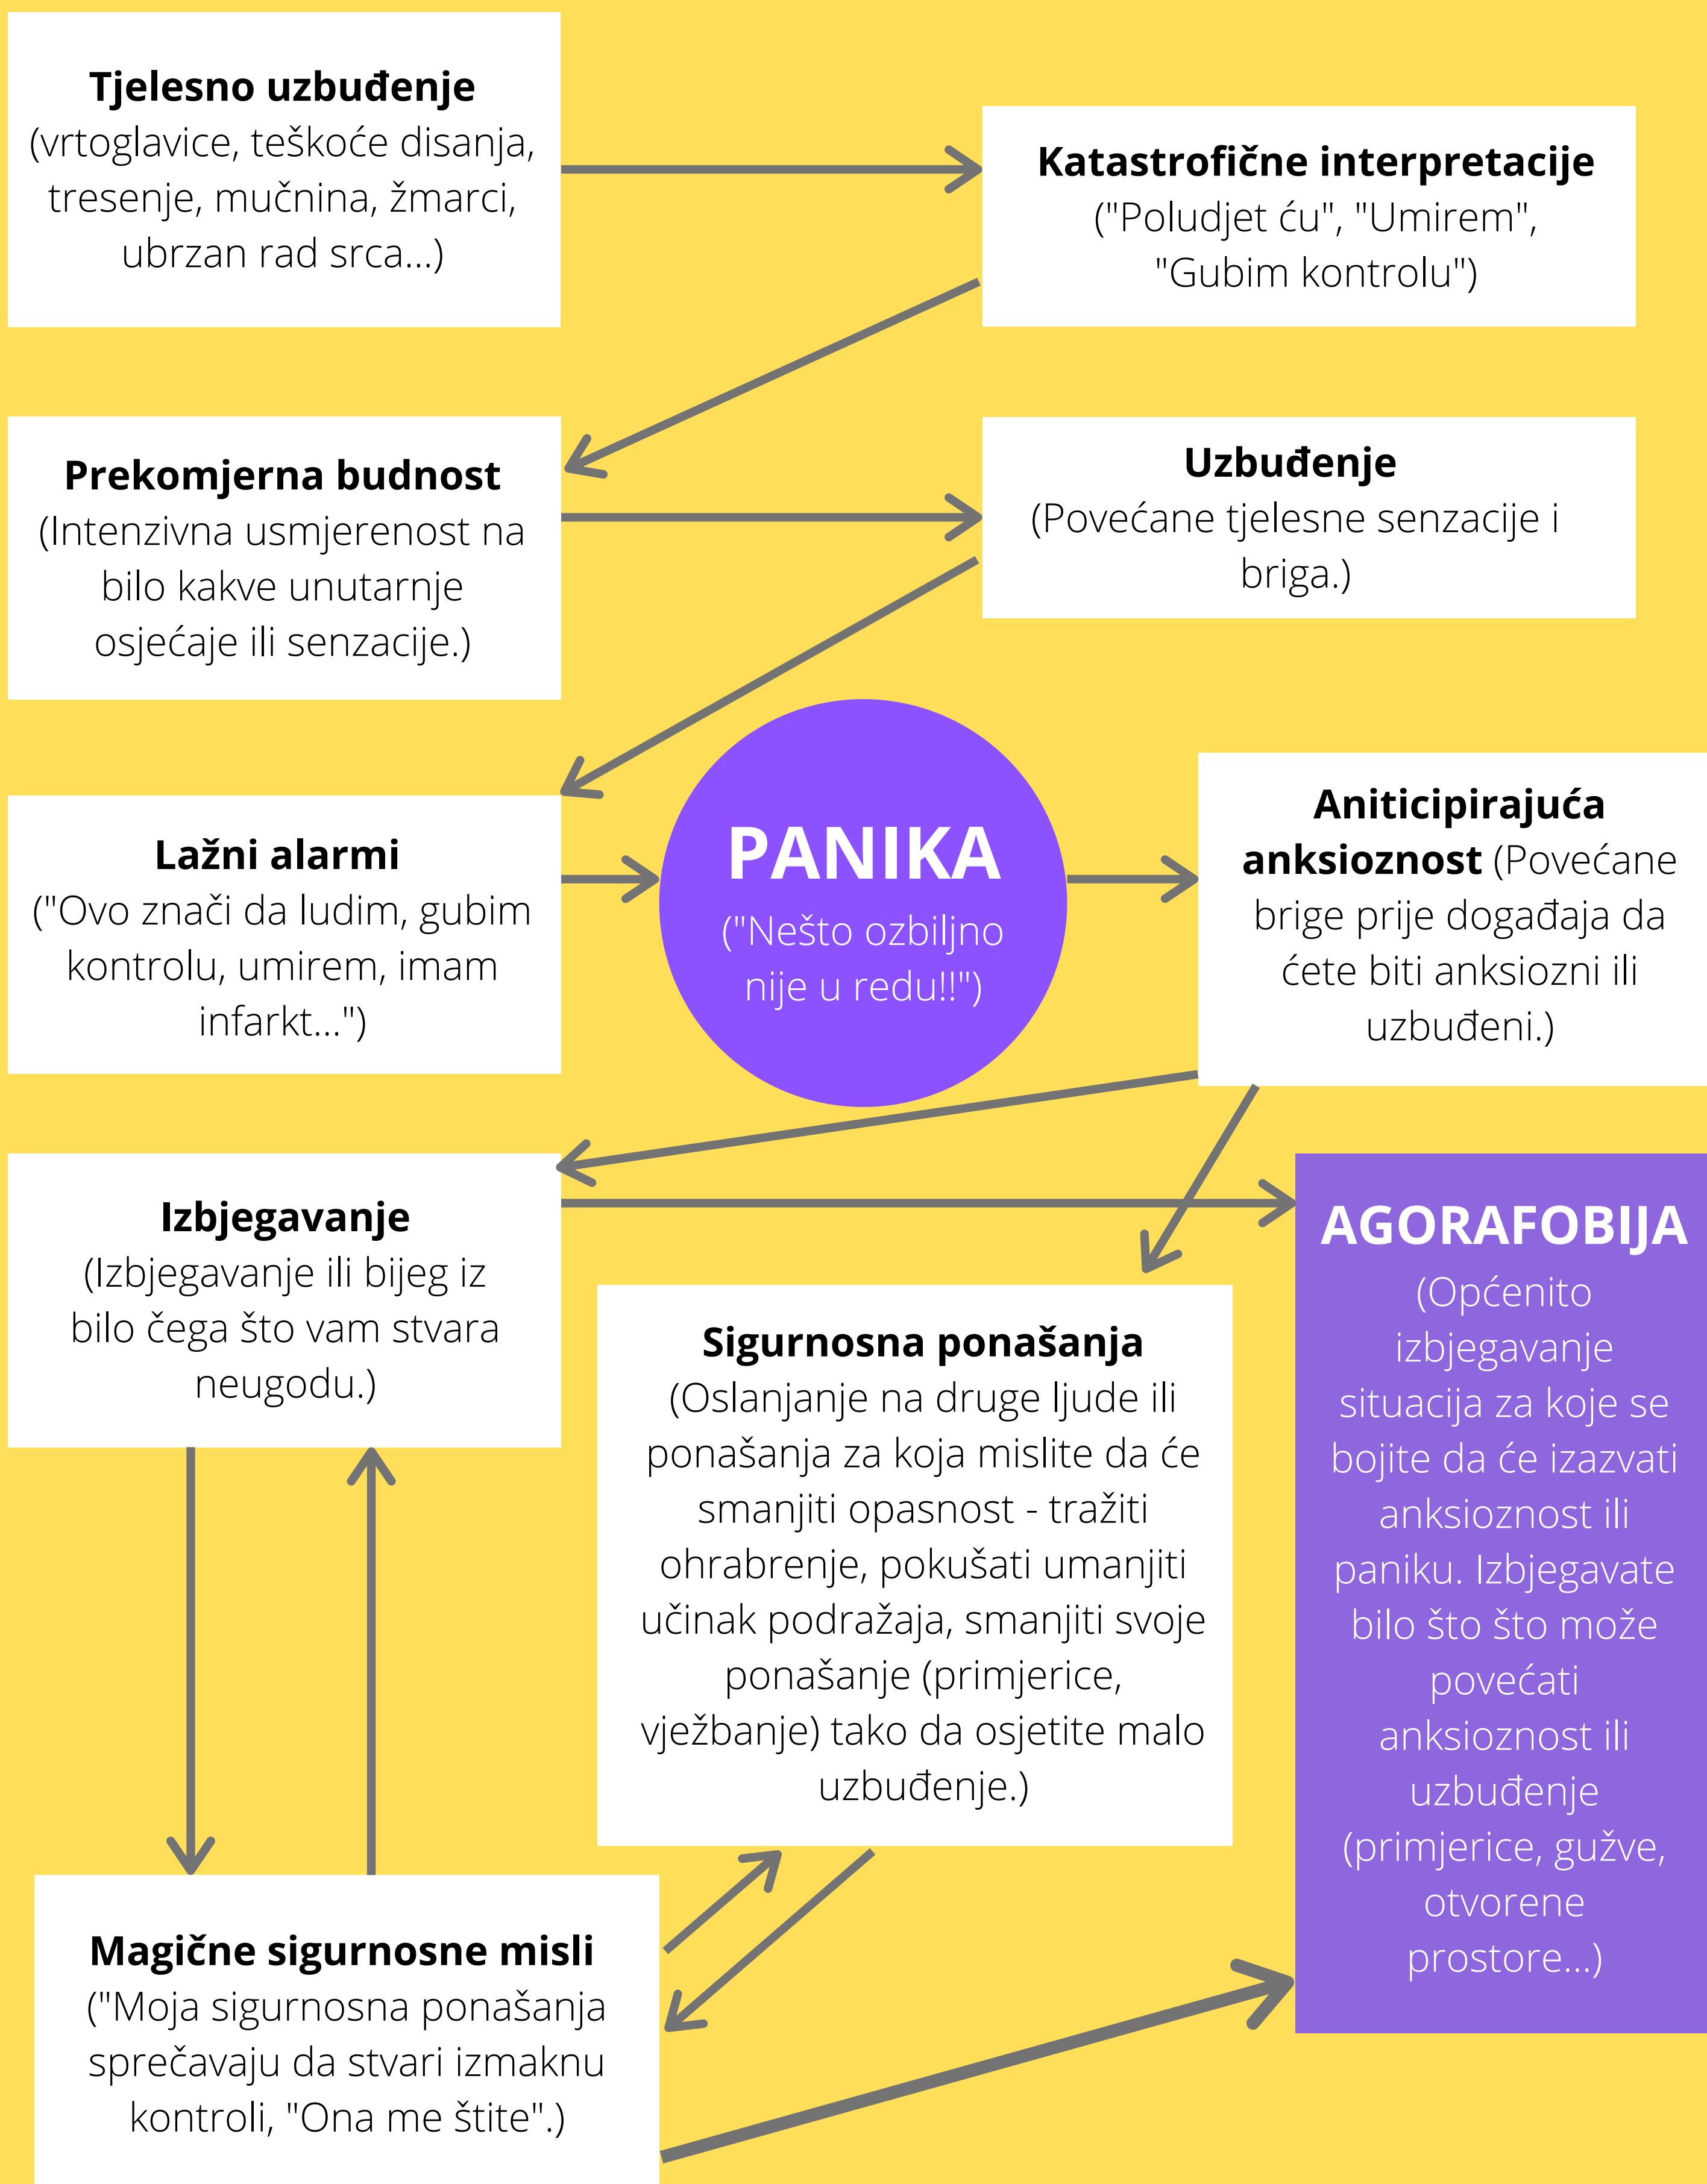 Tjelesno uzbuđenje
(vrtoglavice, teškoće disanja,
tresenje, mučnina, žmarci,
ubrzan rad srca...)
Katastrofične interpretacije
("Poludjet ću", "Umirem",
"Gubim kontrolu")
Prekomjerna budnost
(Intenzivna usmjerenost na
bilo kakve unutarnje
osjećaje ili senzacije.)
Uzbuđenje
(Povećane tjelesne senzacije i
briga.)
Lažni alarmi
("Ovo znači da ludim, gubim
kontrolu, umirem, imam
infarkt...")
PANIKA
("Nešto ozbiljno
nije u redu!!")
Aniticipirajuća
anksioznost (Povećane
brige prije događaja da
ćete biti anksiozni ili
uzbuđeni.)
Izbjegavanje
(Izbjegavanje ili bijeg iz
bilo čega što vam stvara
neugodu.)
Sigurnosna ponašanja
(Oslanjanje na druge ljude ili
ponašanja za koja mislite da će
smanjiti opasnost - tražiti
ohrabrenje, pokušati umanjiti
učinak podražaja, smanjiti svoje
ponašanje (primjerice,
vježbanje) tako da osjetite malo
uzbuđenje.)
AGORAFOBIJA
(Općenito
izbjegavanje
situacija za koje se
bojite da će izazvati
anksioznost ili
paniku. Izbjegavate
bilo što što može
povećati
anksioznost ili
uzbuđenje
(primjerice, gužve,
otvorene
prostore...)
Magične sigurnosne misli
("Moja sigurnosna ponašanja
sprečavaju da stvari izmaknu
kontroli, "Ona me štite".)